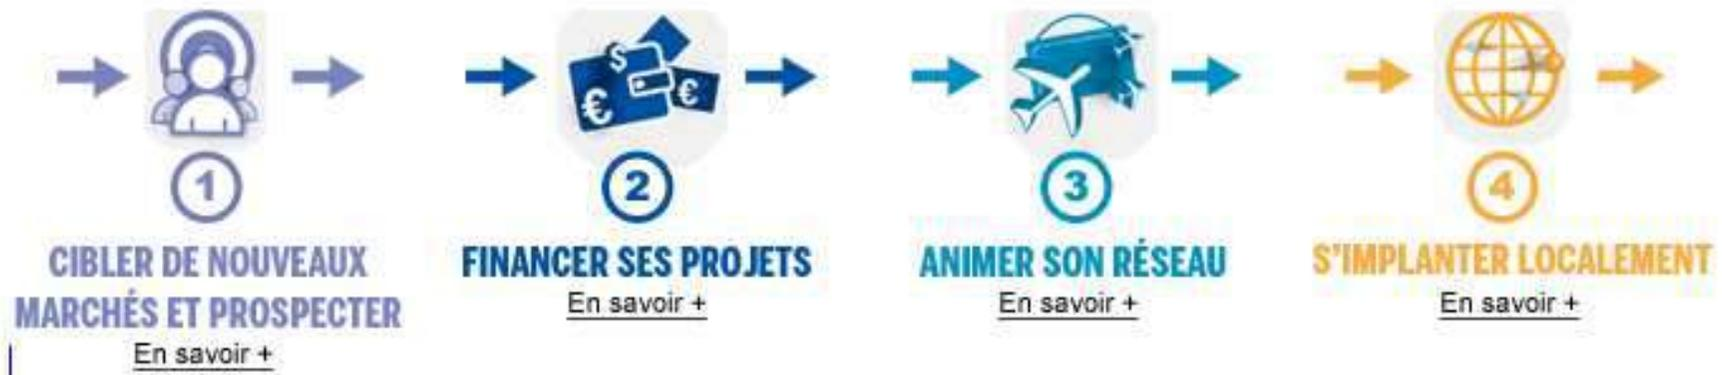 $
€
€
1
CIBLER DE NOUVEAUX
MARCHÉS ET PROSPECTER
En savoir +
2
FINANCER SES PROJETS
En savoir +
3
ANIMER SON RÉSEAU
En savoir +
4
S'IMPLANTER LOCALEMENT
En savoir +